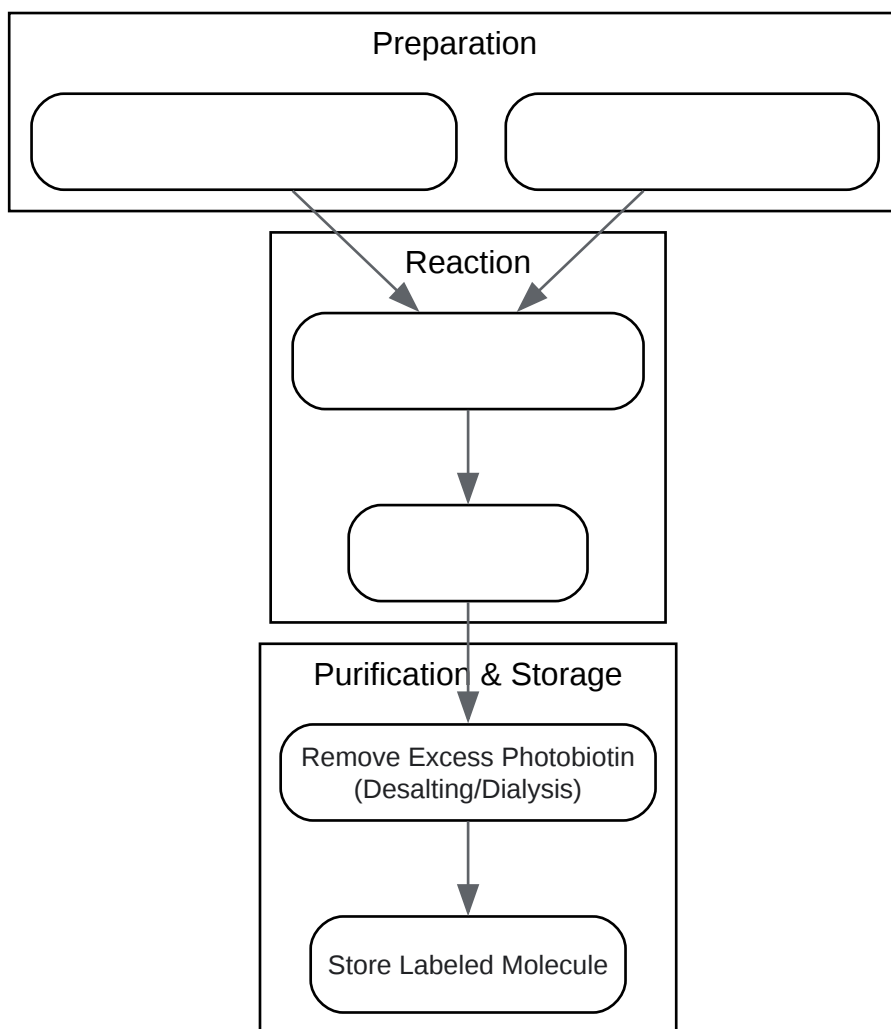 Preparation
Reaction
Purification & Storage
Remove Excess Photobiotin
(Desalting/Dialysis)
Store Labeled Molecule